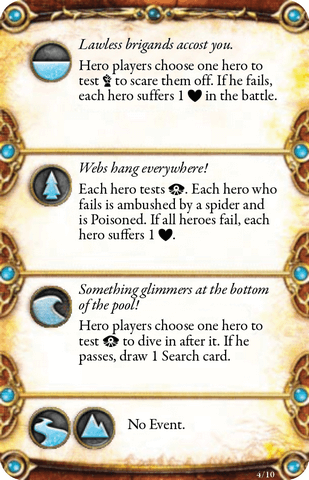 Lawless brigands accost you.
Hero players choose one hero to
test to scare them off. If he fails,
each hero suffers 1 in the battle.
Webs hang everywhere!
Each hero tests . Each hero who
fails is ambushed by a spider and
is Poisoned. If all heroes fail, each
hero suffers 1 .
Something glimmers at the bottom
of the pool!
Hero players choose one hero to
test to dive in after it. If he
passes, draw 1 Search card.
No Event.
4/10